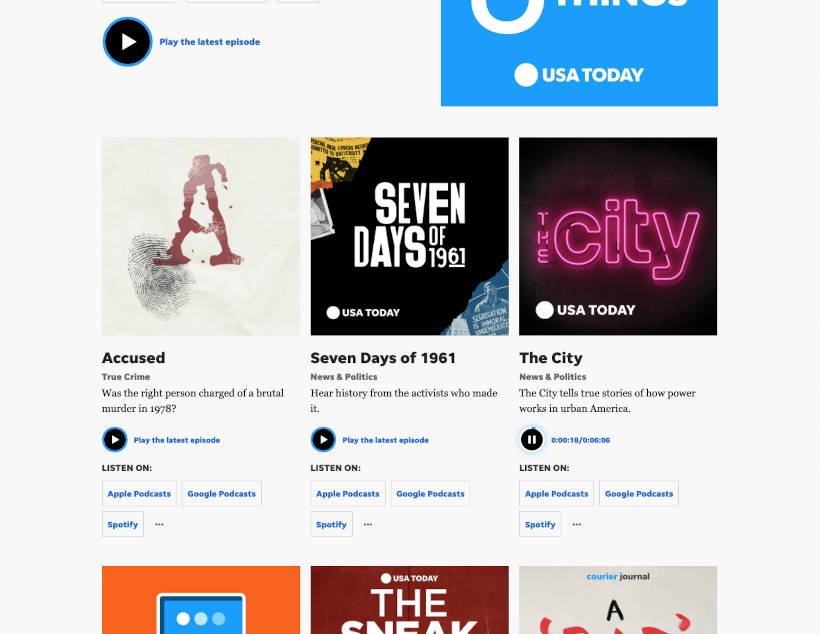 THINGS
Play the latest episode
USA TODAY
A
SEVEN
DAYS OF
1961
USA TODAY
SEGREGATION
IS IMMORAL
UNDEMOCRATIC
THE
city
USA TODAY
Accused
True Crime
Was the right person charged of a brutal
murder in 1978?
Play the latest episode
LISTEN ON:
Apple Podcasts
Google Podcasts
Spotify
...
Seven Days of 1961
News & Politics
Hear history from the activists who made
it.
Play the latest episode
LISTEN ON:
Apple Podcasts
Google Podcasts
Spotify
...
The City
News & Politics
The City tells true stories of how power
works in urban America.
0:00:18/0:06:06
LISTEN ON:
Apple Podcasts
Google Podcasts
Spotify
...
USA TODAY
THE
SNEAK
courier journal
A